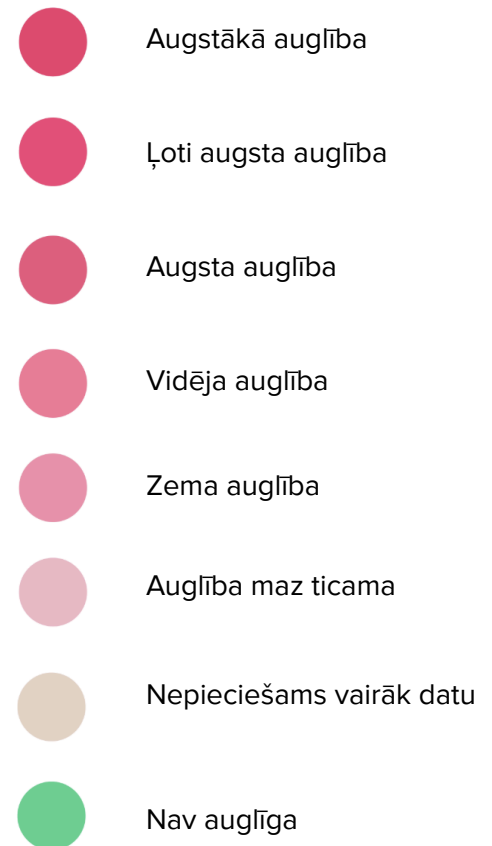 Augstākā auglība
Ļoti augsta auglība
Augsta auglība
Vidēja auglība
Zema auglība
Auglība maz ticama
Nepieciešams vairāk datu
Nav auglīga